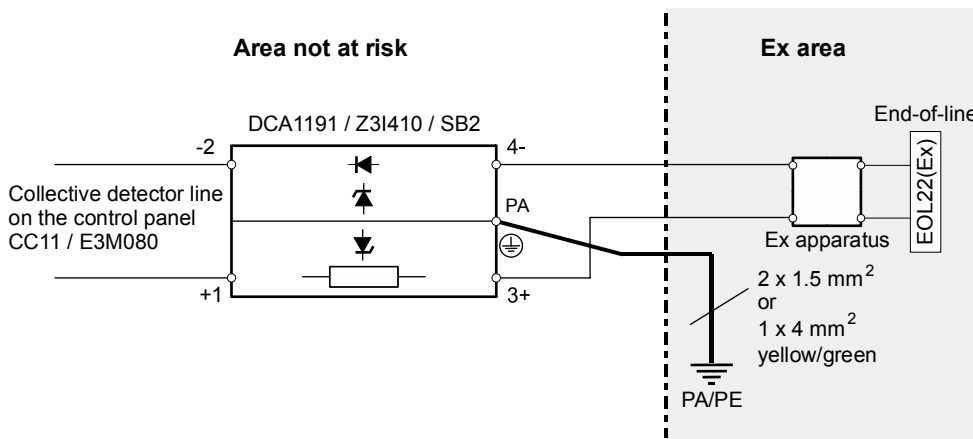 Area not at risk
Ex area
DCA1191 / Z3I410 / SB2
End-of-line
-2
4-
Collective detector line
on the control panel
CC11 / E3M080
PA
EOL22(Ex)
Ex apparatus
+1
3+
2 x 1.5 mm²
or
1 x 4 mm²
yellow/green
PA/PE